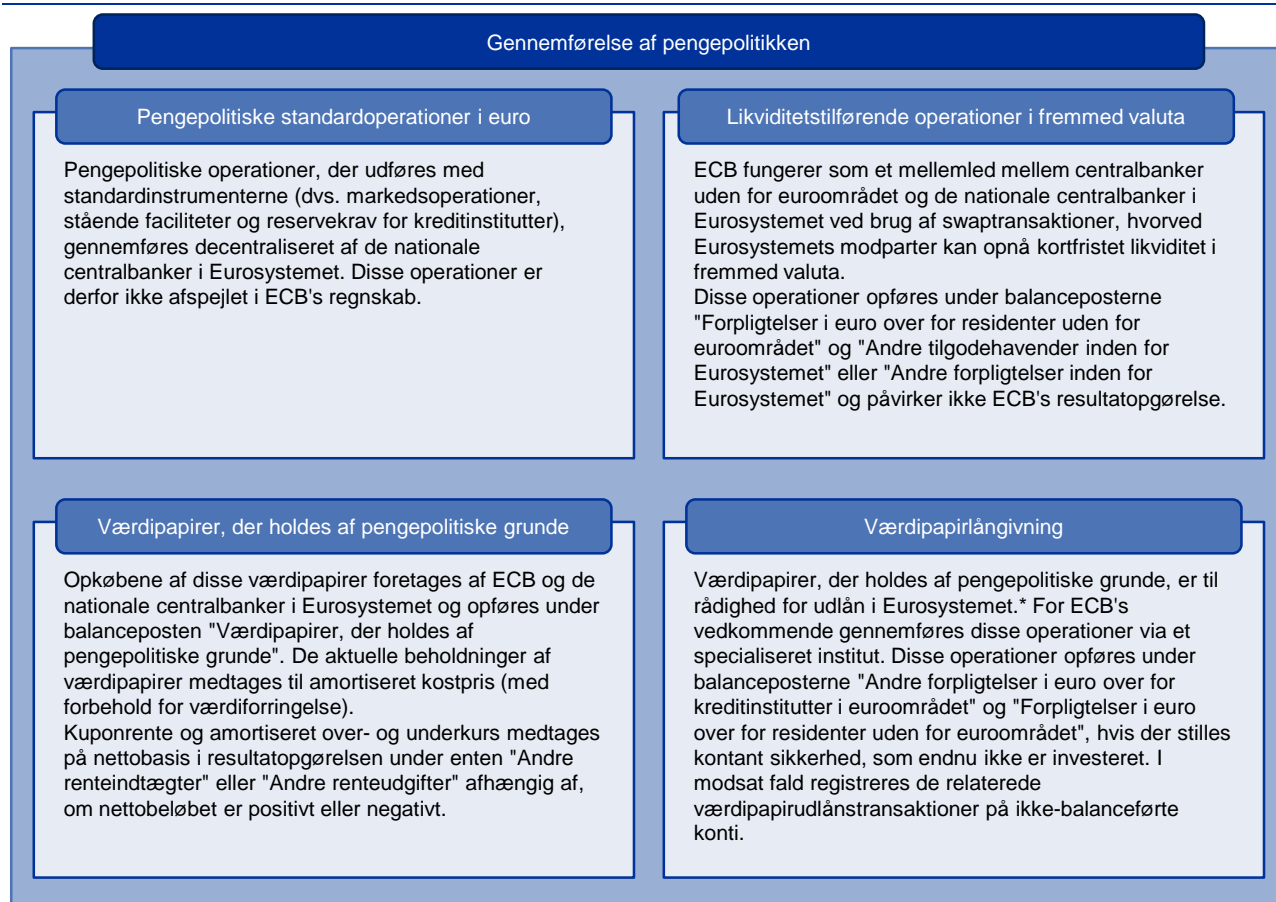 Gennemførelse af pengepolitikken
Pengepolitiske standardoperationer i euro
Pengepolitiske operationer, der udføres med
standardinstrumenterne (dvs. markedsoperationer,
stående faciliteter og reservekrav for kreditinstitutter),
gennemføres decentraliseret af de nationale
centralbanker i Eurosystemet. Disse operationer er
derfor ikke afspejlet i ECB's regnskab.
Likviditetstilførende operationer i fremmed valuta
ECB fungerer som et mellemled mellem centralbanker
uden for euroområdet og de nationale centralbanker i
Eurosystemet ved brug af swaptransaktioner, hvorved
Eurosystemets modparter kan opnå kortfristet likviditet i
fremmed valuta.
Disse operationer opføres under balanceposterne
"Forpligtelser i euro over for residenter uden for
euroområdet" og "Andre tilgodehavender inden for
Eurosystemet" eller "Andre forpligtelser inden for
Eurosystemet" og påvirker ikke ECB's resultatopgørelse.
Værdipapirer, der holdes af pengepolitiske grunde
Opkøbene af disse værdipapirer foretages af ECB og de
nationale centralbanker i Eurosystemet og opføres under
balanceposten "Værdipapirer, der holdes af
pengepolitiske grunde". De aktuelle beholdninger af
værdipapirer medtages til amortiseret kostpris (med
forbehold for værdiforringelse).
Kuponrente og amortiseret over- og underkurs medtages
på nettobasis i resultatopgørelsen under enten "Andre
renteindtægter" eller "Andre renteudgifter" afhængig af,
om nettobeløbet er positivt eller negativt.
Værdipapirlångivning
Værdipapirer, der holdes af pengepolitiske grunde, er til
rådighed for udlån i Eurosystemet.* For ECB's
vedkommende gennemføres disse operationer via et
specialiseret institut. Disse operationer opføres under
balanceposterne "Andre forpligtelser i euro over for
kreditinstitutter i euroområdet" og "Forpligtelser i euro
over for residenter uden for euroområdet", hvis der stilles
kontant sikkerhed, som endnu ikke er investeret. I
modsat fald registreres de relaterede
værdipapirudlånstransaktioner på ikke-balanceførte
konti.